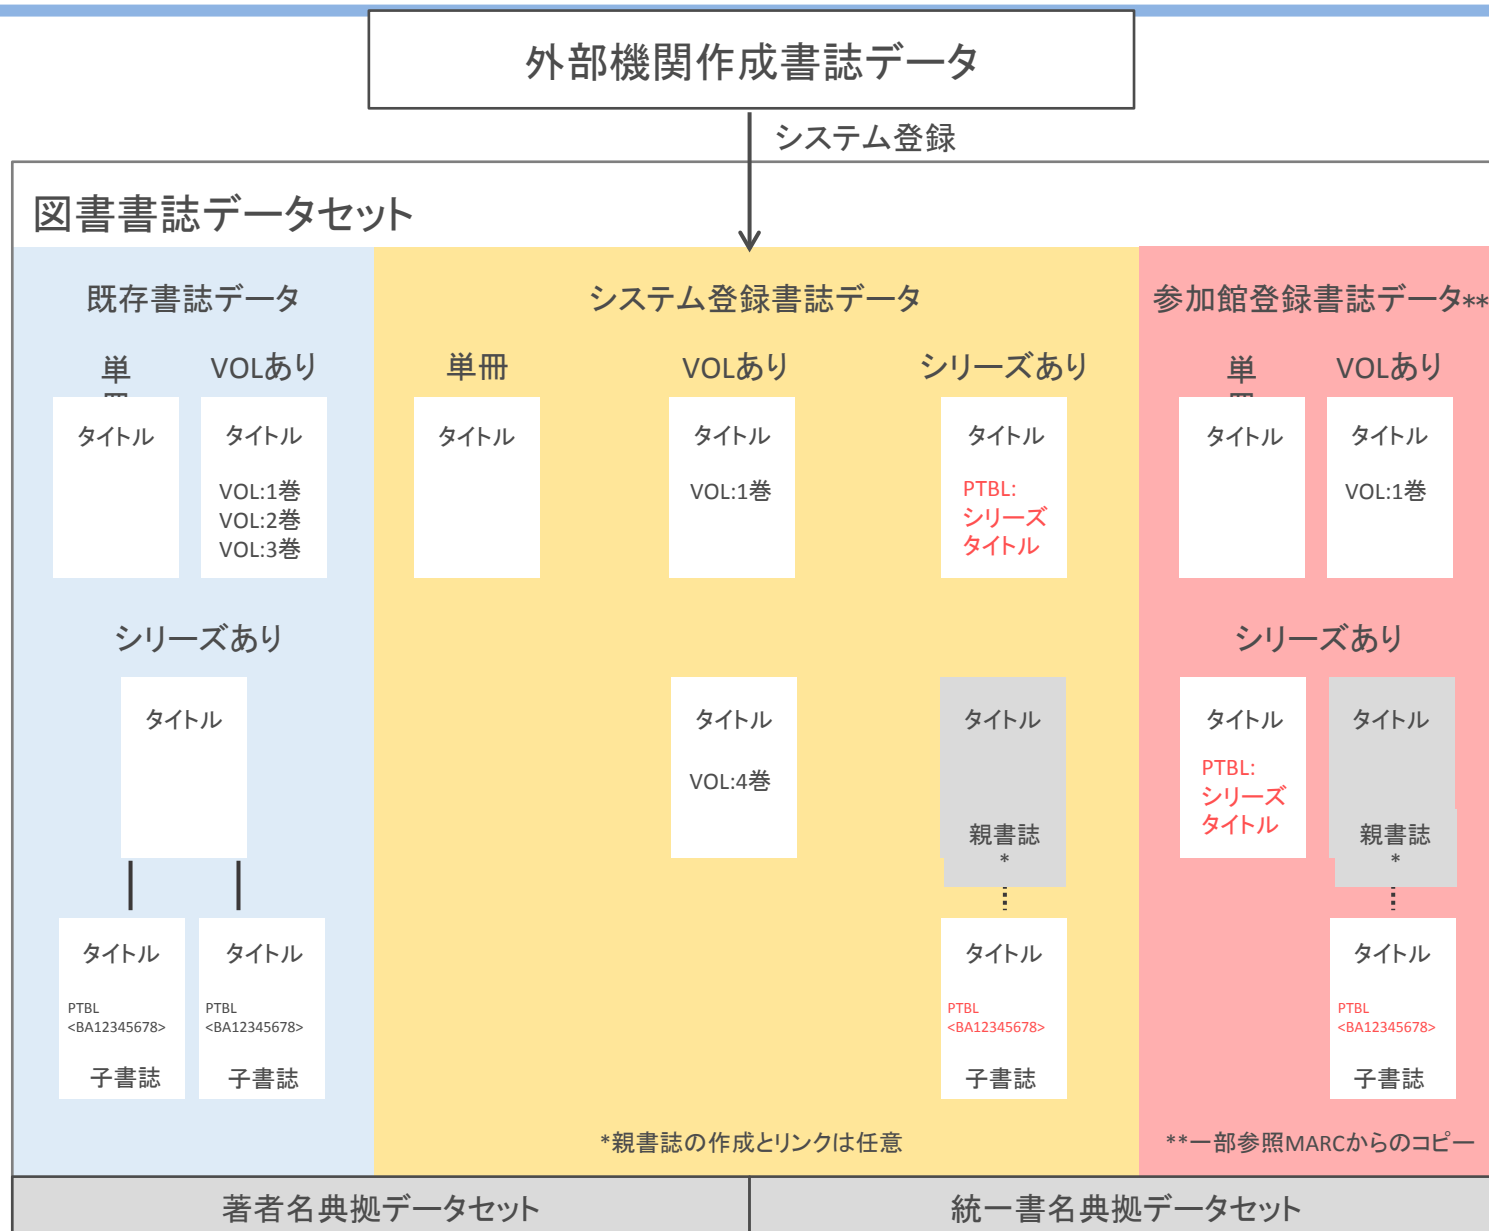 外部機関作成書誌データ
システム登録
図書書誌データセット
既存書誌データ
単
VOLあり
タイトル
タイトル
VOL:1巻
VOL:2巻
VOL:3巻
シリーズあり
タイトル
タイトル
PTBL
<BA12345678>
子書誌
タイトル
PTBL
<BA12345678>
子書誌
システム登録書誌データ
単冊
VOLあり
シリーズあり
タイトル
タイトル
VOL:1巻
タイトル
PTBL:
シリーズ
タイトル
タイトル
VOL:4巻
タイトル
親書誌
*
タイトル
PTBL
<BA12345678>
子書誌
*親書誌の作成とリンクは任意
参加館登録書誌データ**
単
VOLあり
タイトル
タイトル
VOL:1巻
シリーズあり
タイトル
PTBL:
シリーズ
タイトル
タイトル
親書誌
*
タイトル
PTBL
<BA12345678>
子書誌
**一部参照MARCからのコピー
著者名典拠データセット
統一書名典拠データセット